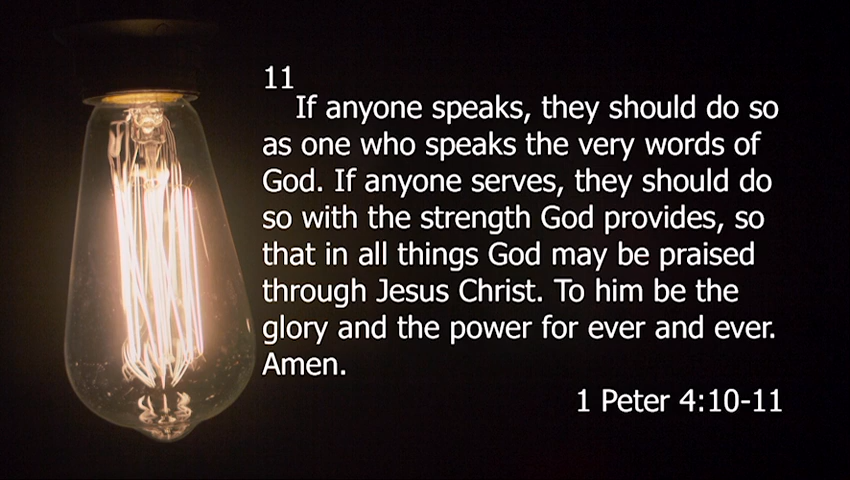 11
If anyone speaks, they should do so
as one who speaks the very words of
God. If anyone serves, they should do
so with the strength God provides, so
that in all things God may be praised
through Jesus Christ. To him be the
glory and the power for ever and ever.
Amen.
1 Peter 4:10-11